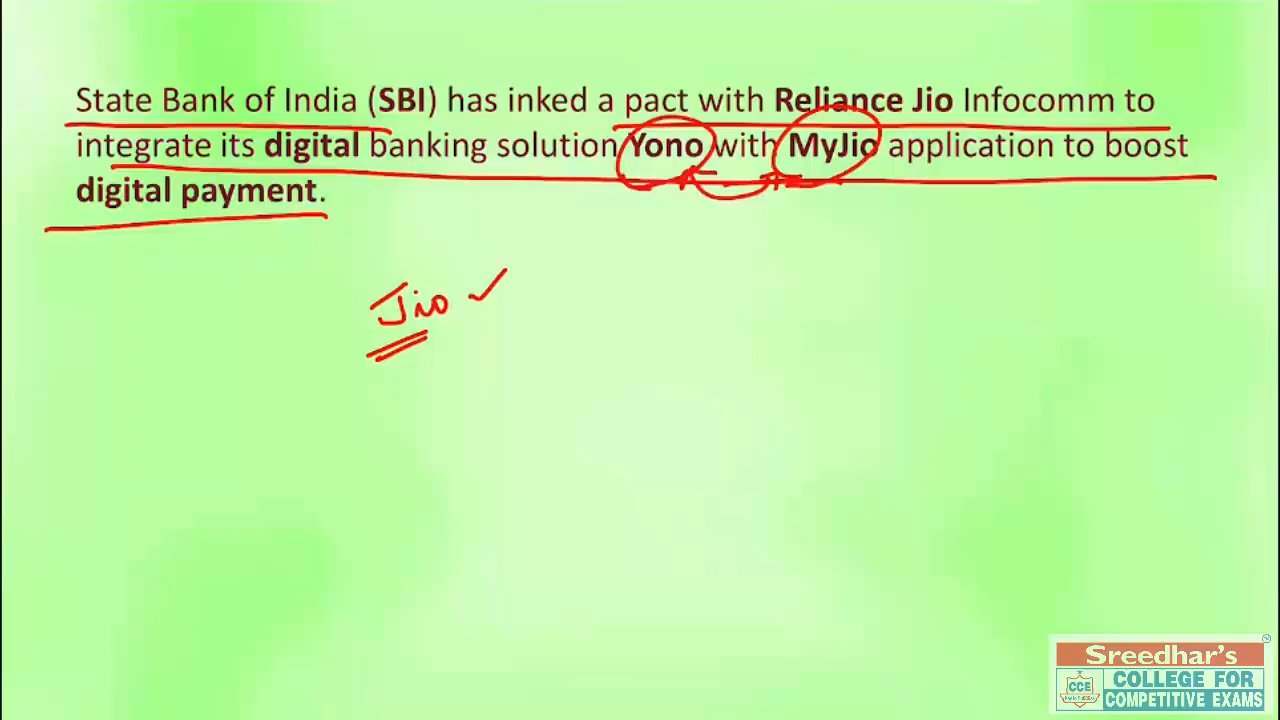 State Bank of India (SBI) has inked a pact with Reliance Jio Infocomm to
integrate its digital banking solution Yono with MyJio application to boost
digital payment.
Jio
Sreedhar's
CCE
COLLEGE FOR
COMPETITIVE EXAMS